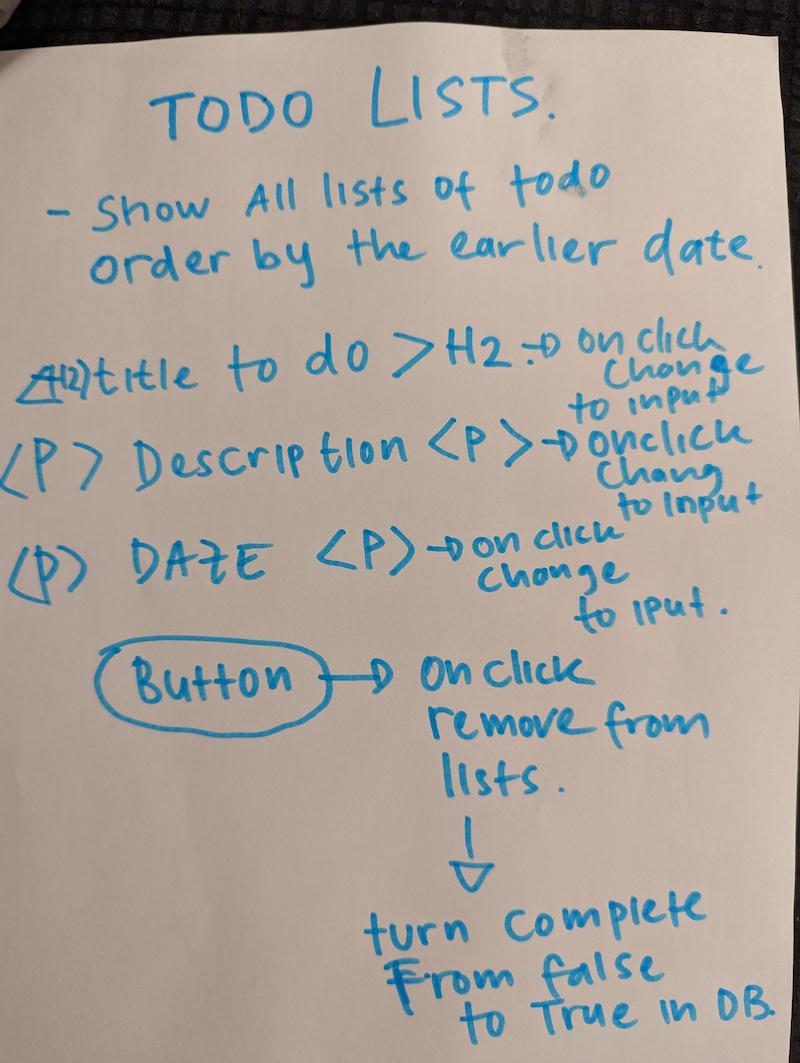 TODO LISTS.
- Show All lists of todo
order by the earlier date.
<H2) title to do > H2. → on click
change
to input
<P> Description <P> → onclick
Chang
to Input
<P> DATE <P> → on click
change
to iput.
Button → on click
remove from
lists.
↓
turn complete
From false
to True in DB.